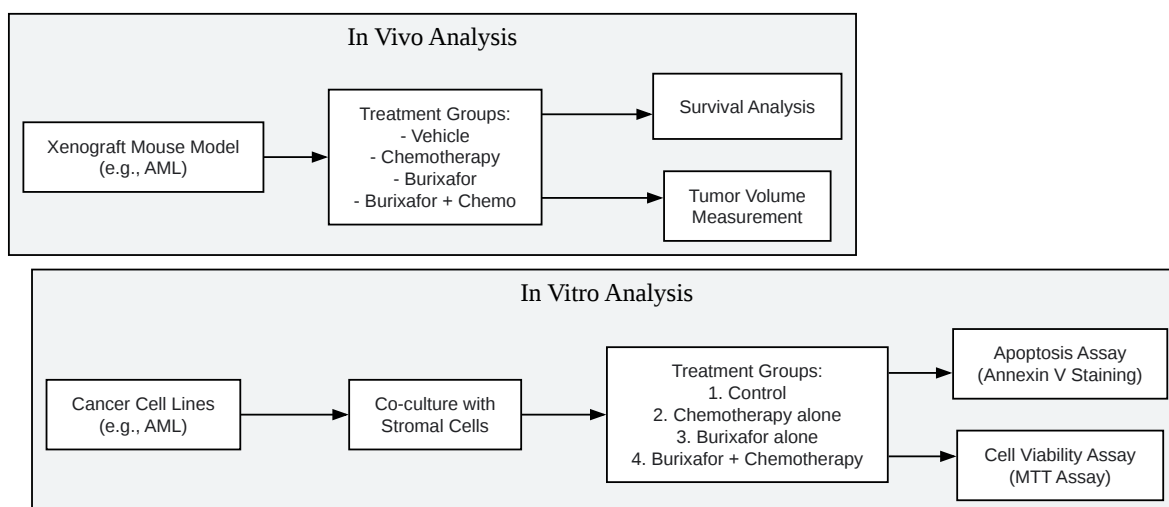 In Vivo Analysis
Xenograft Mouse Model
(e.g., AML)
Treatment Groups:
- Vehicle
- Chemotherapy
- Burixafor
- Burixafor + Chemo
Survival Analysis
Tumor Volume
Measurement
In Vitro Analysis
Cancer Cell Lines
(e.g., AML)
Co-culture with
Stromal Cells
Treatment Groups:
1. Control
2. Chemotherapy alone
3. Burixafor alone
4. Burixafor + Chemotherapy
Apoptosis Assay
(Annexin V Staining)
Cell Viability Assay
(MTT Assay)